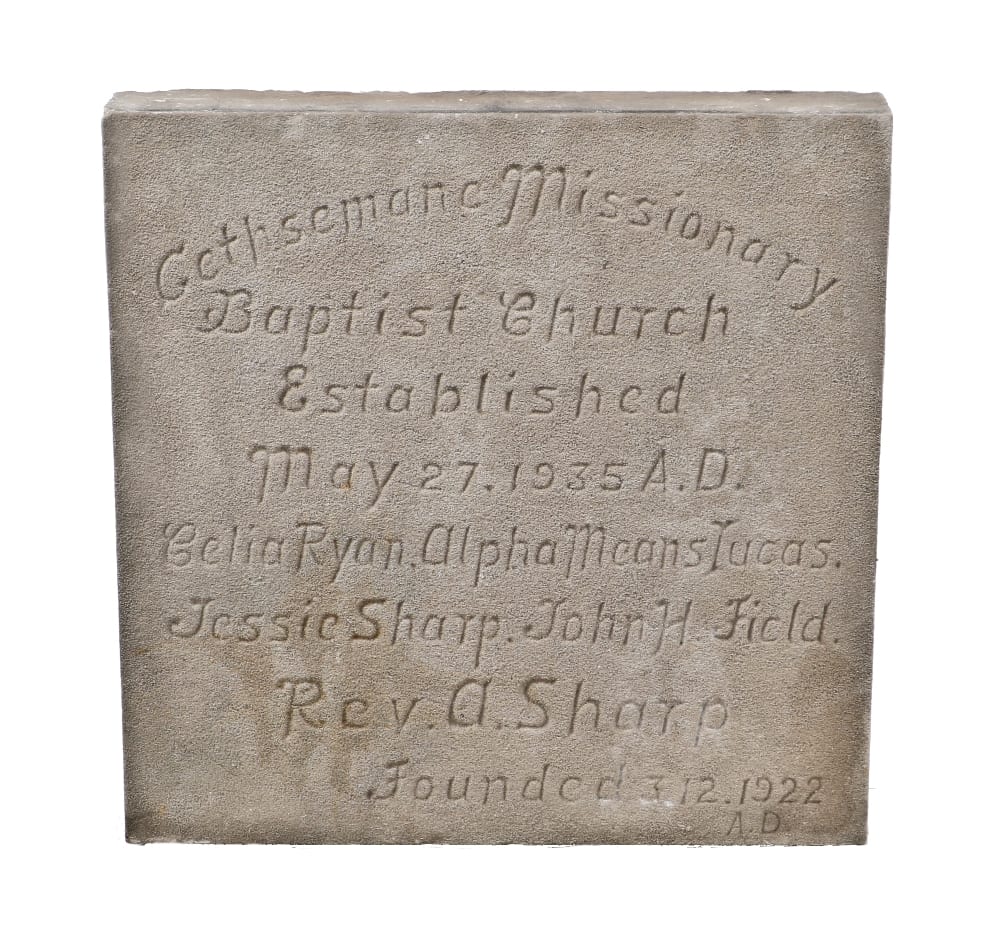 Gethsemane Missionary
Baptist Church
Established
May 27. 1935 A.D.
Celia Ryan. Alpha Means Lucas.
Jessie Sharp. John H. Field.
Rev. A. Sharp
Founded 3.12.1922
A.D.